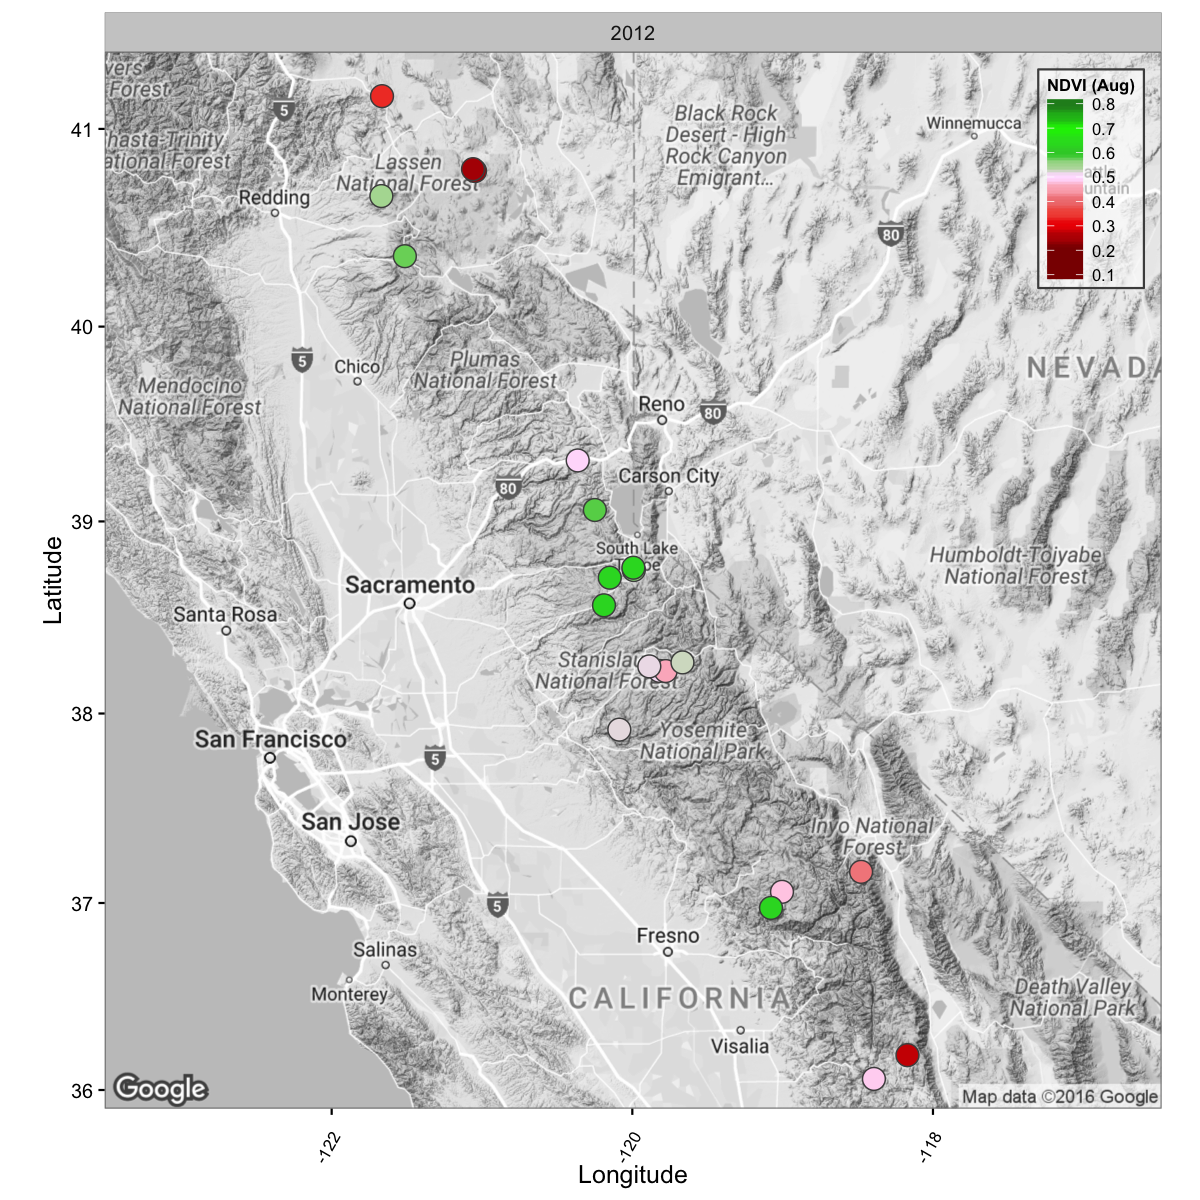 2012
vers
Forest
hasta-Trinity
ational Forest
5
41
Lassen
National Forest
Redding
Black Rock
Desert - High
Rock Canyon
Emigrant...
Winnemucca
NDVI (Aug)
0.8
0.7
0.6
0.5
0.4
0.3
0.2
0.1
untain
80
40
5
Chico
Plumas
National Forest
Mendocino
National Forest
NEVADA
Reno
80
80
Carson City
39
South Lake
Humboldt-Toiyabe
National Forest
Sacramento
Santa Rosa
Stanislau
National Forest
38
Yosemite
National Park
San Francisco
5
San Jose
Inyo National
Forest
37
5
Fresno
Salinas
Monterey
CALIFORNIA
Death Valley
National Park
Visalia
36
Google
Map data ©2016 Google
-122
-120
-118
Longitude
Latitude